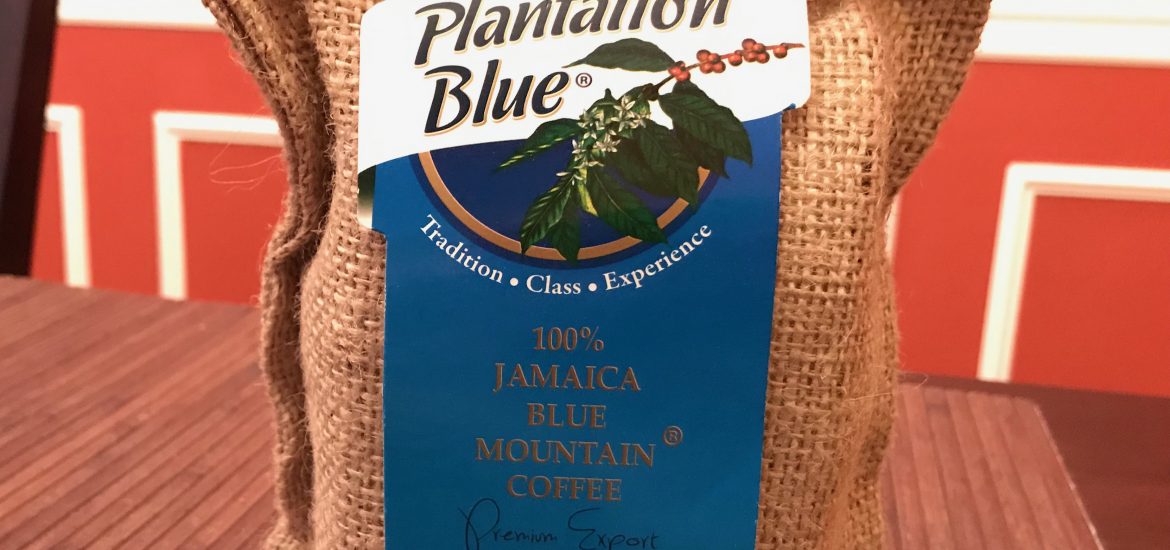 Plantation
Blue®
Tradition • Class • Experience
100%
JAMAICA
BLUE
MOUNTAIN®
COFFEE
Premium Export